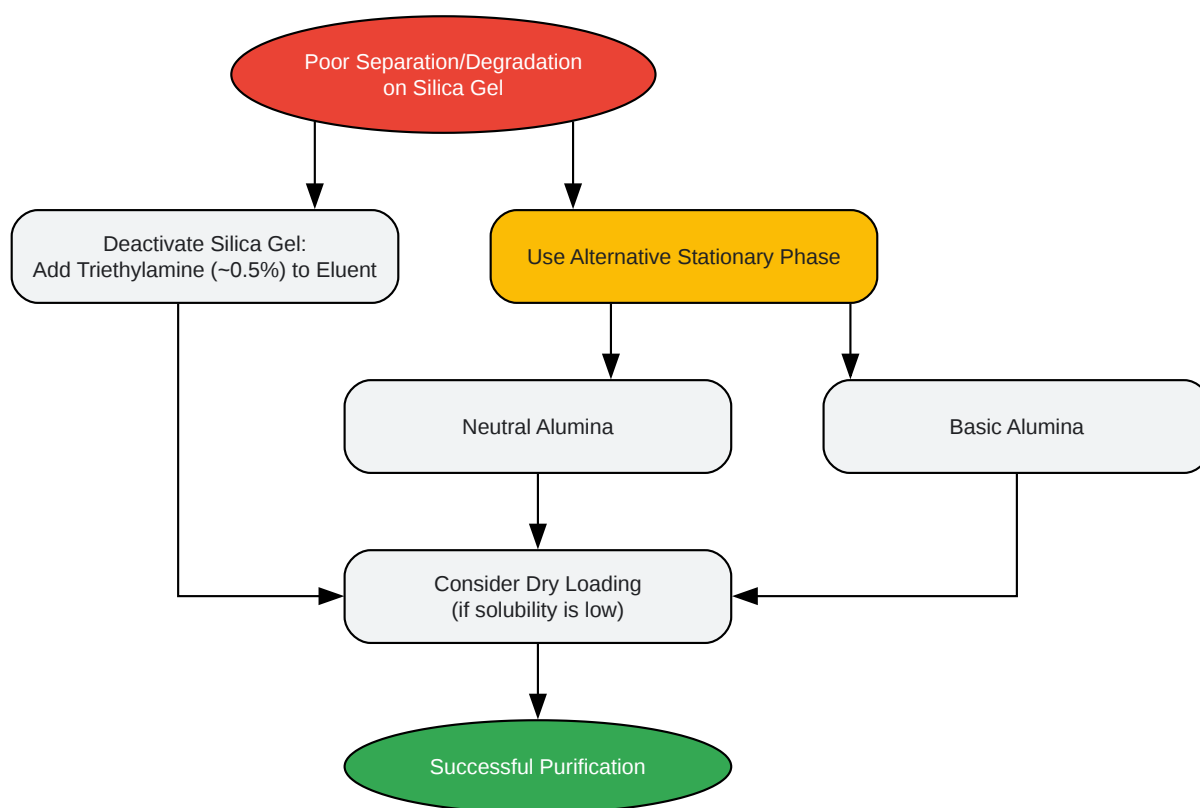 Poor Separation/Degradation
on Silica Gel
Deactivate Silica Gel:
Add Triethylamine (~0.5%) to Eluent
Use Alternative Stationary Phase
Neutral Alumina
Basic Alumina
Consider Dry Loading
(if solubility is low)
Successful Purification